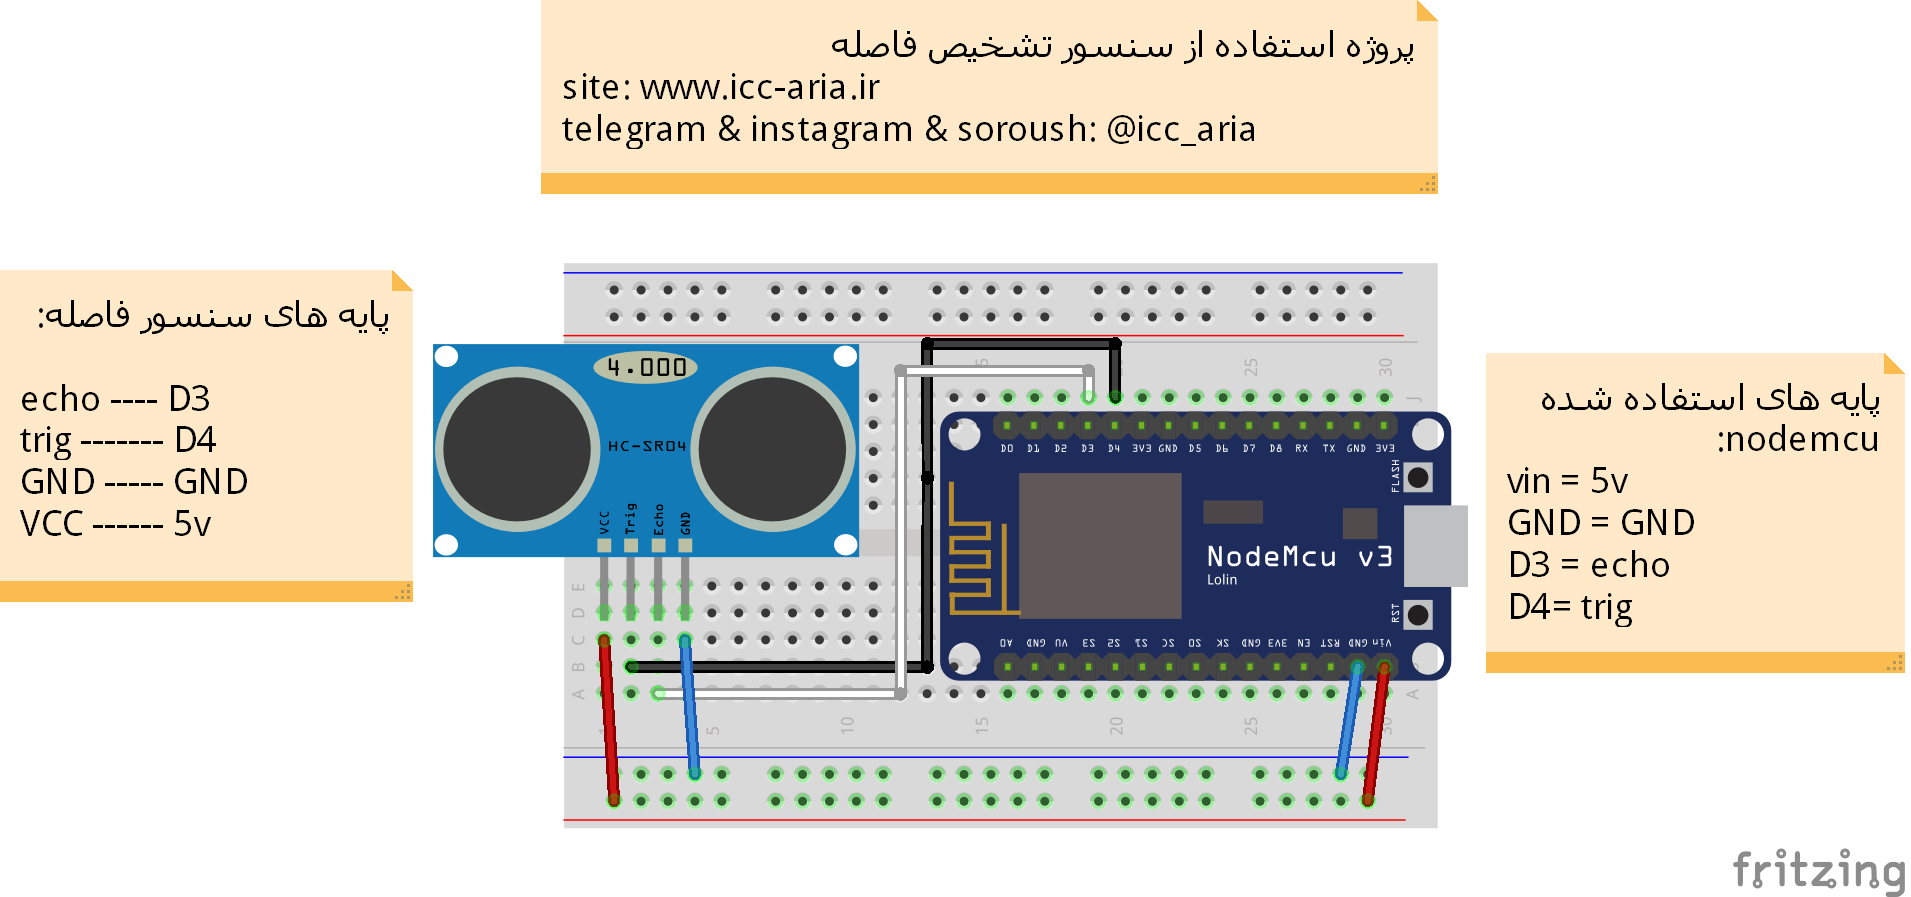 پروژه استفاده از سنسور تشخیص فاصله
site: www.icc-aria.ir
telegram & instagram & soroush: @icc_aria
پایه های سنسور فاصله:
echo ---- D3
trig ------- D4
GND ----- GND
VCC ------ 5v
4.000
HC-SR04
VCC Trig Echo GND
E
D
C
B
A
5 10 15 20 25 30
15 25 30
J
A
D0 D1 D2 D3 D4 3V3 GND D5 D6 D7 D8 RX TX GND 3V3
FLASH
NodeMcu v3
Lolin
RST
A0 GND VU S3 S2 S1 SC S0 SK GND 3V3 EN RST GND Vin
پایه های استفاده شده
nodemcu:
vin = 5v
GND = GND
D3 = echo
D4= trig
fritzing